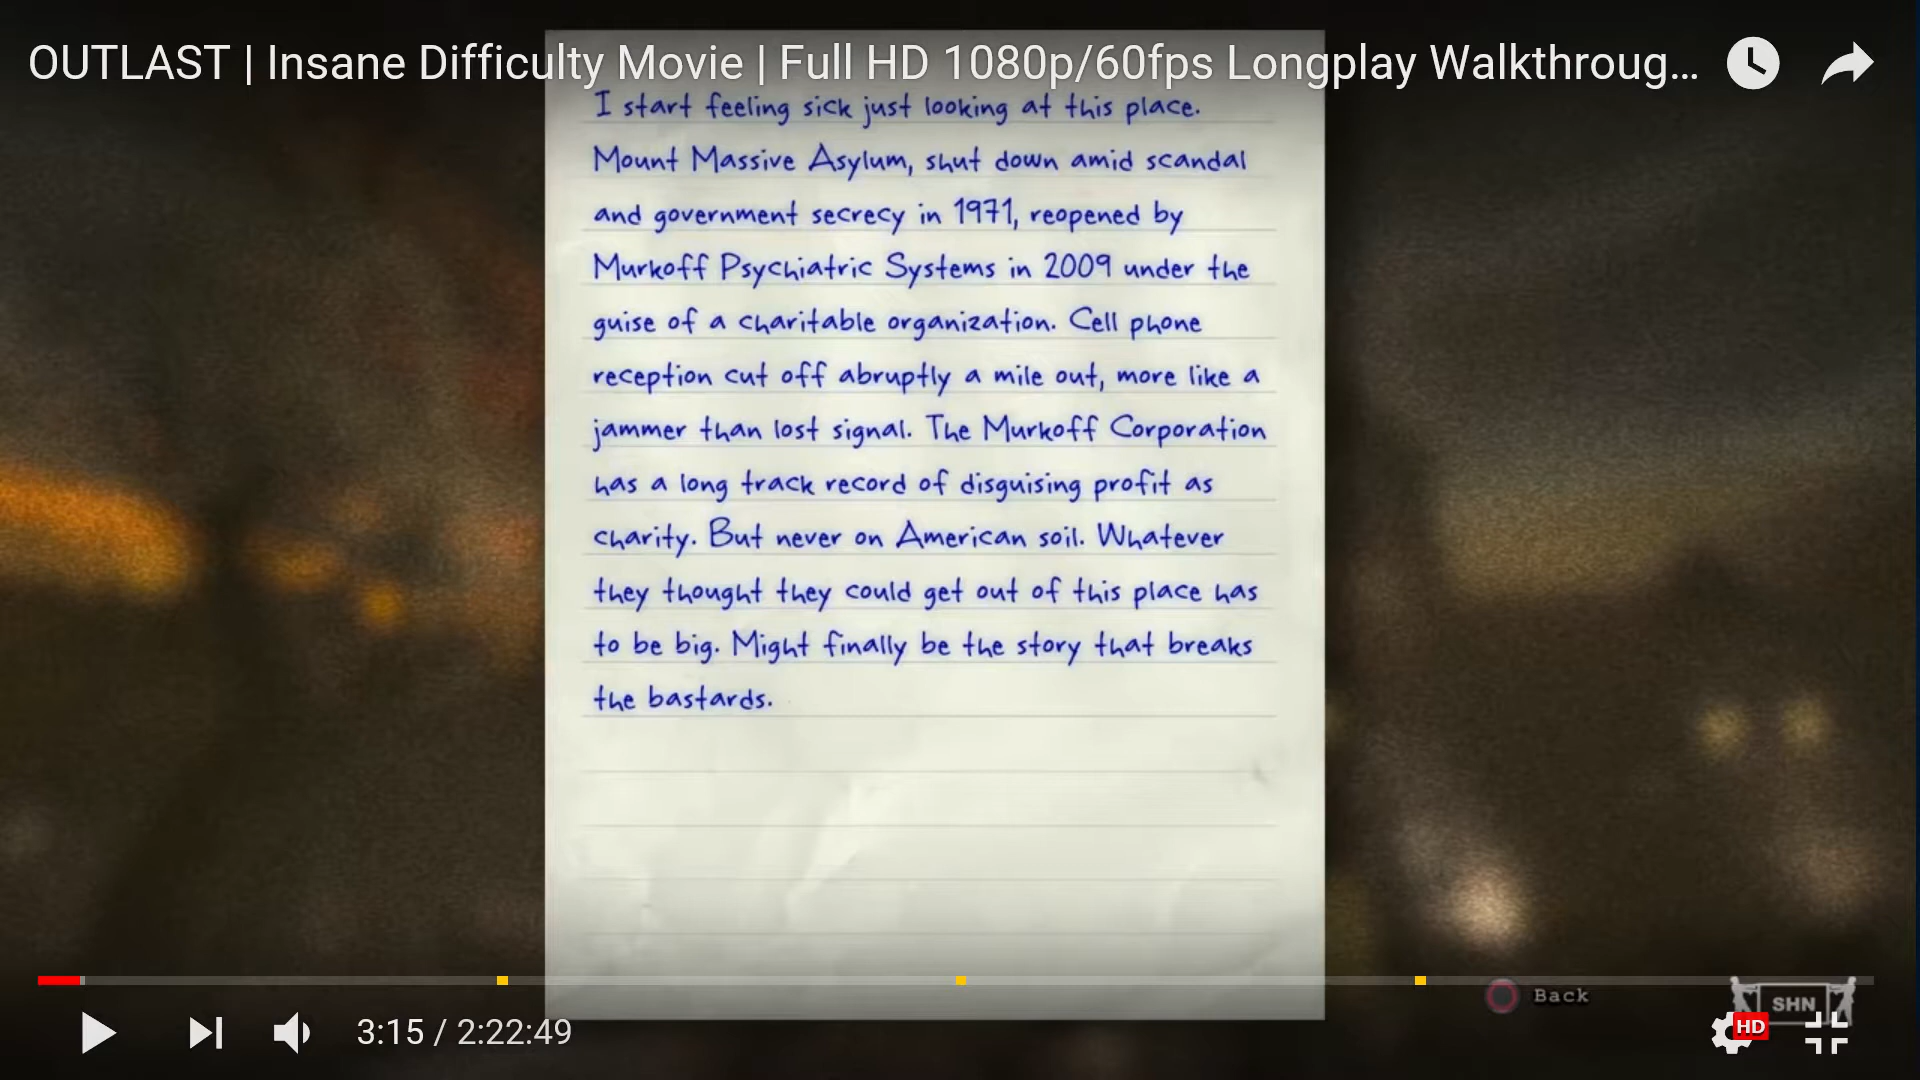 OUTLAST | Insane Difficulty Movie | Full HD 1080p/60fps Longplay Walkthroug...
I start feeling sick just looking at this place.
Mount Massive Asylum, shut down amid scandal
and government secrecy in 1971, reopened by
Murkoff Psychiatric Systems in 2009 under the
guise of a charitable organization. Cell phone
reception cut off abruptly a mile out, more like a
jammer than lost signal. The Murkoff Corporation
has a long track record of disguising profit as
charity. But never on American soil. Whatever
they thought they could get out of this place has
to be big. Might finally be the story that breaks
the bastards.
Back
SHN
3:15 / 2:22:49
HD